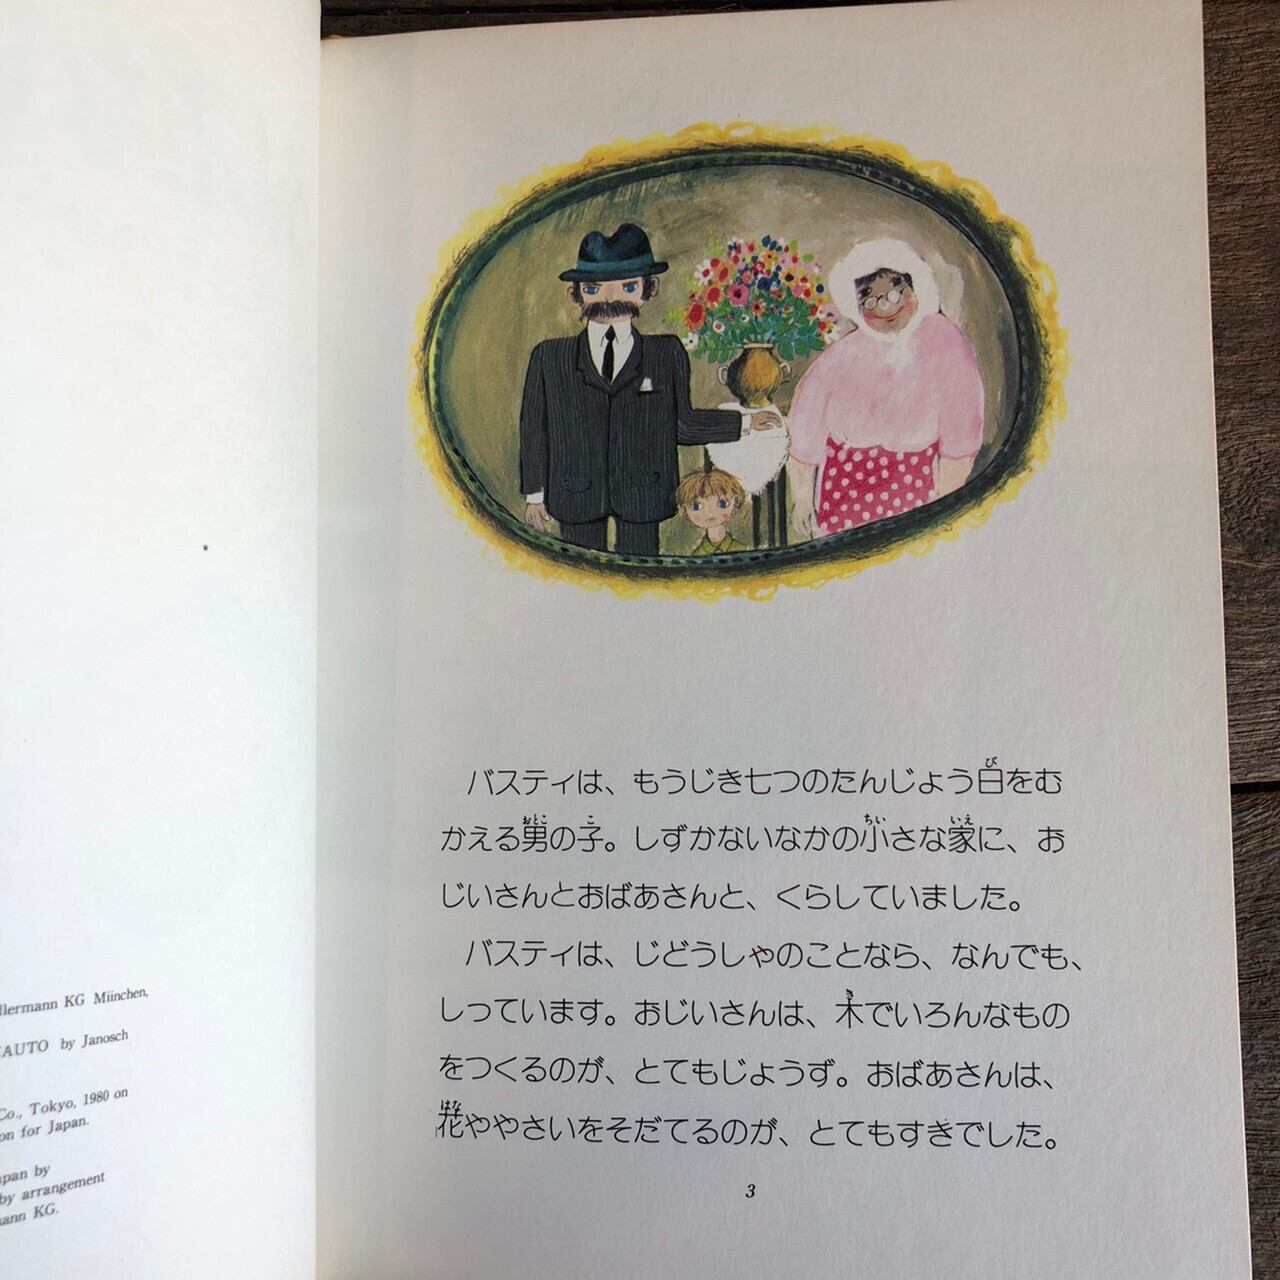 llermann KG Miinchen,
AUTO by Janosch
Co., Tokyo, 1980 on
on for Japan.
apan by
by arrangement
mann KG.
バスティは、もうじき七つのたんじょう日をむ
かえる男の子。しずかないなかの小さな家に、お
じいさんとおばあさんと、くらしていました。
バスティは、じどうしゃのことなら、なんでも、
しっています。おじいさんは、木でいろんなもの
をつくるのが、とてもじょうず。おばあさんは、
花ややさいをそだてるのが、とてもすきでした。
3